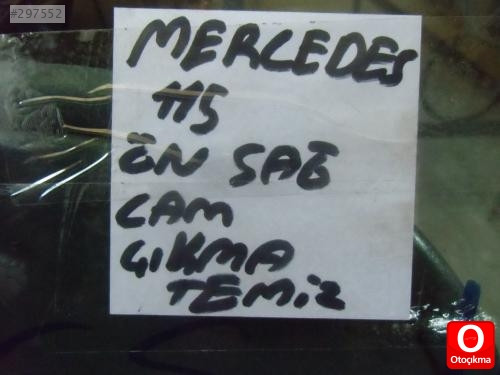 #297552
MERCEDES
115
ÖN SAĞ
CAM
ÇIKMA
TEMİZ
O
Otoçıkma